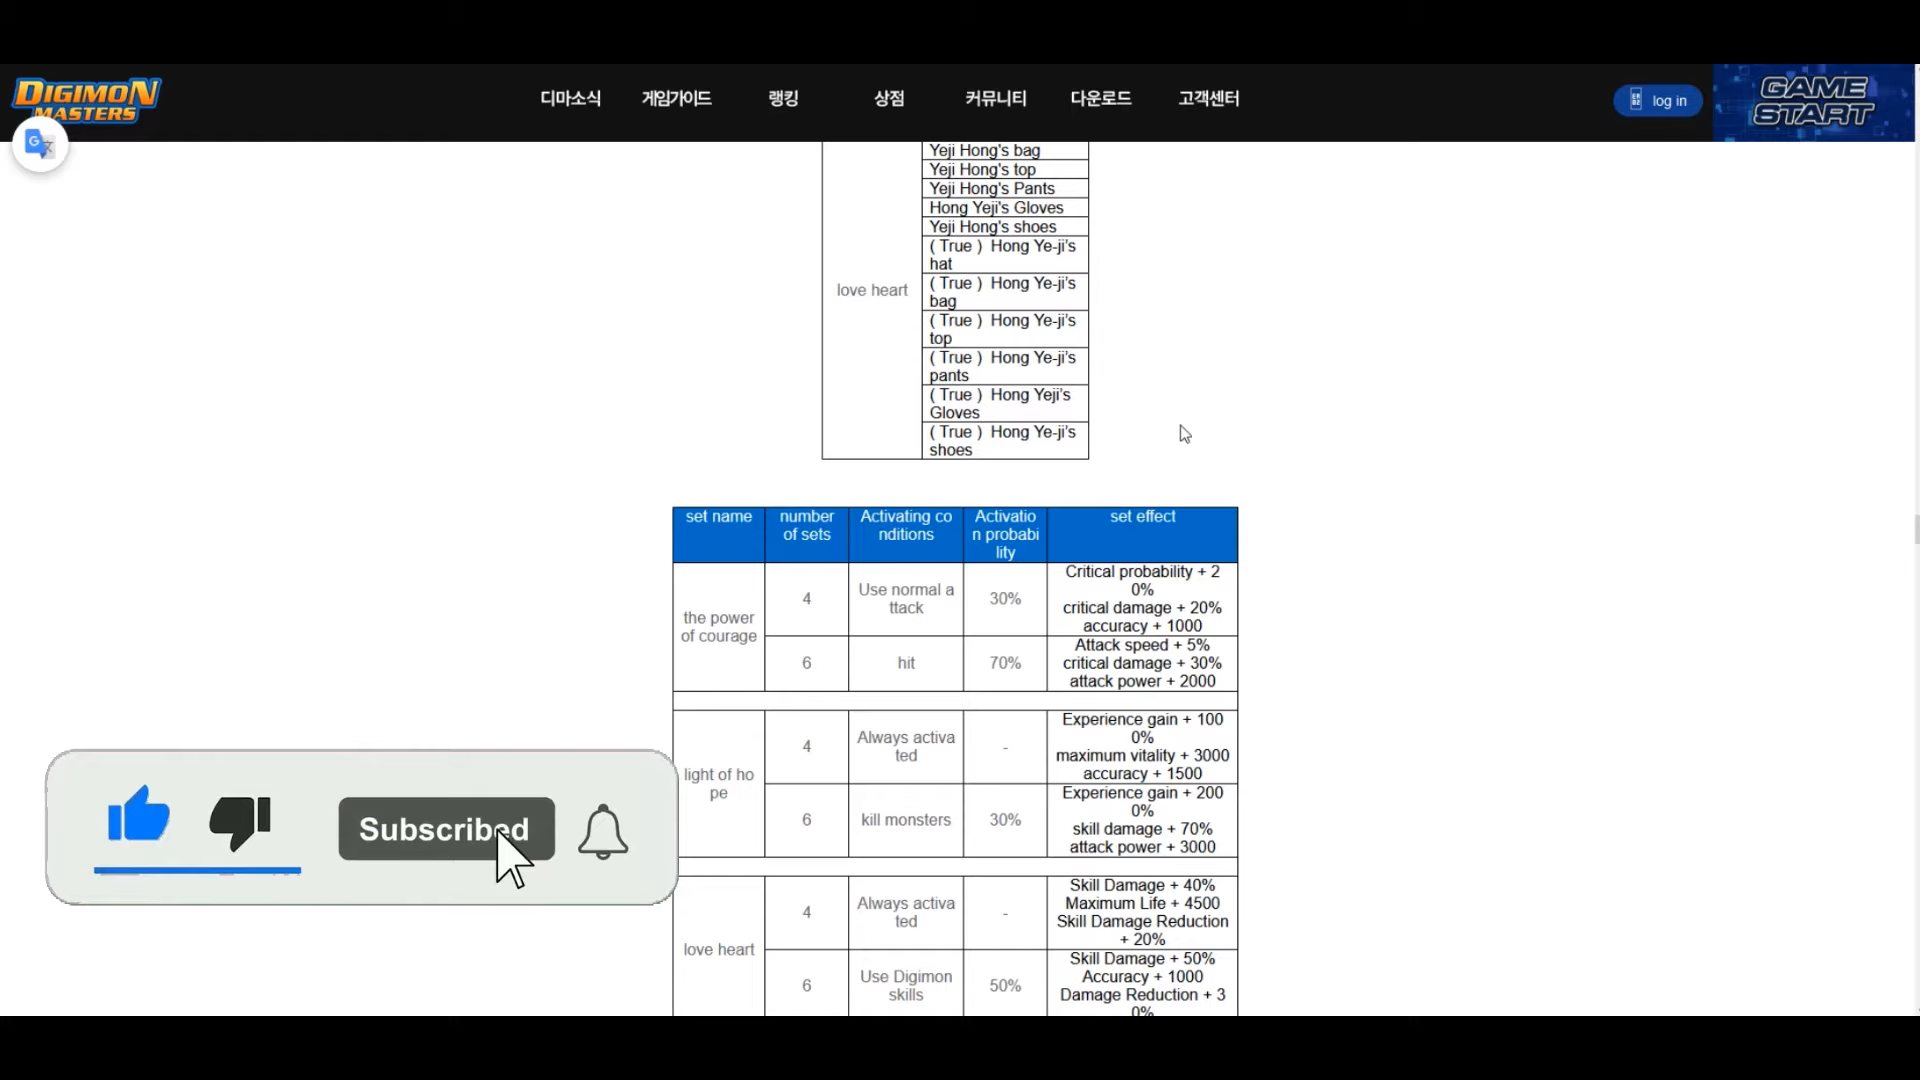 DIGIMON
MASTERS
디마소식
게임가이드
랭킹
상점
커뮤니티
다운로드
고객센터
log in
GAME
START
Yeji Hong's bag
Yeji Hong's top
Yeji Hong's Pants
Hong Yeji's Gloves
Yeji Hong's shoes
( True ) Hong Ye-ji's
hat
( True ) Hong Ye-ji's
bag
love heart
( True ) Hong Ye-ji's
top
( True ) Hong Ye-ji's
pants
( True ) Hong Yeji's
Gloves
( True ) Hong Ye-ji's
shoes
set name
number
of sets
Activating co
nditions
Activatio
n probabi
lity
set effect
the power
of courage
4
Use normal a
ttack
30%
Critical probability + 2
0%
critical damage + 20%
accuracy + 1000
6
hit
70%
Attack speed + 5%
critical damage + 30%
attack power + 2000
light of ho
pe
4
Always activa
ted
-
Experience gain + 100
0%
maximum vitality + 3000
accuracy + 1500
6
kill monsters
30%
Experience gain + 200
0%
skill damage + 70%
attack power + 3000
love heart
4
Always activa
ted
-
Skill Damage + 40%
Maximum Life + 4500
Skill Damage Reduction
+ 20%
6
Use Digimon
skills
50%
Skill Damage + 50%
Accuracy + 1000
Damage Reduction + 3
0%
Subscribed